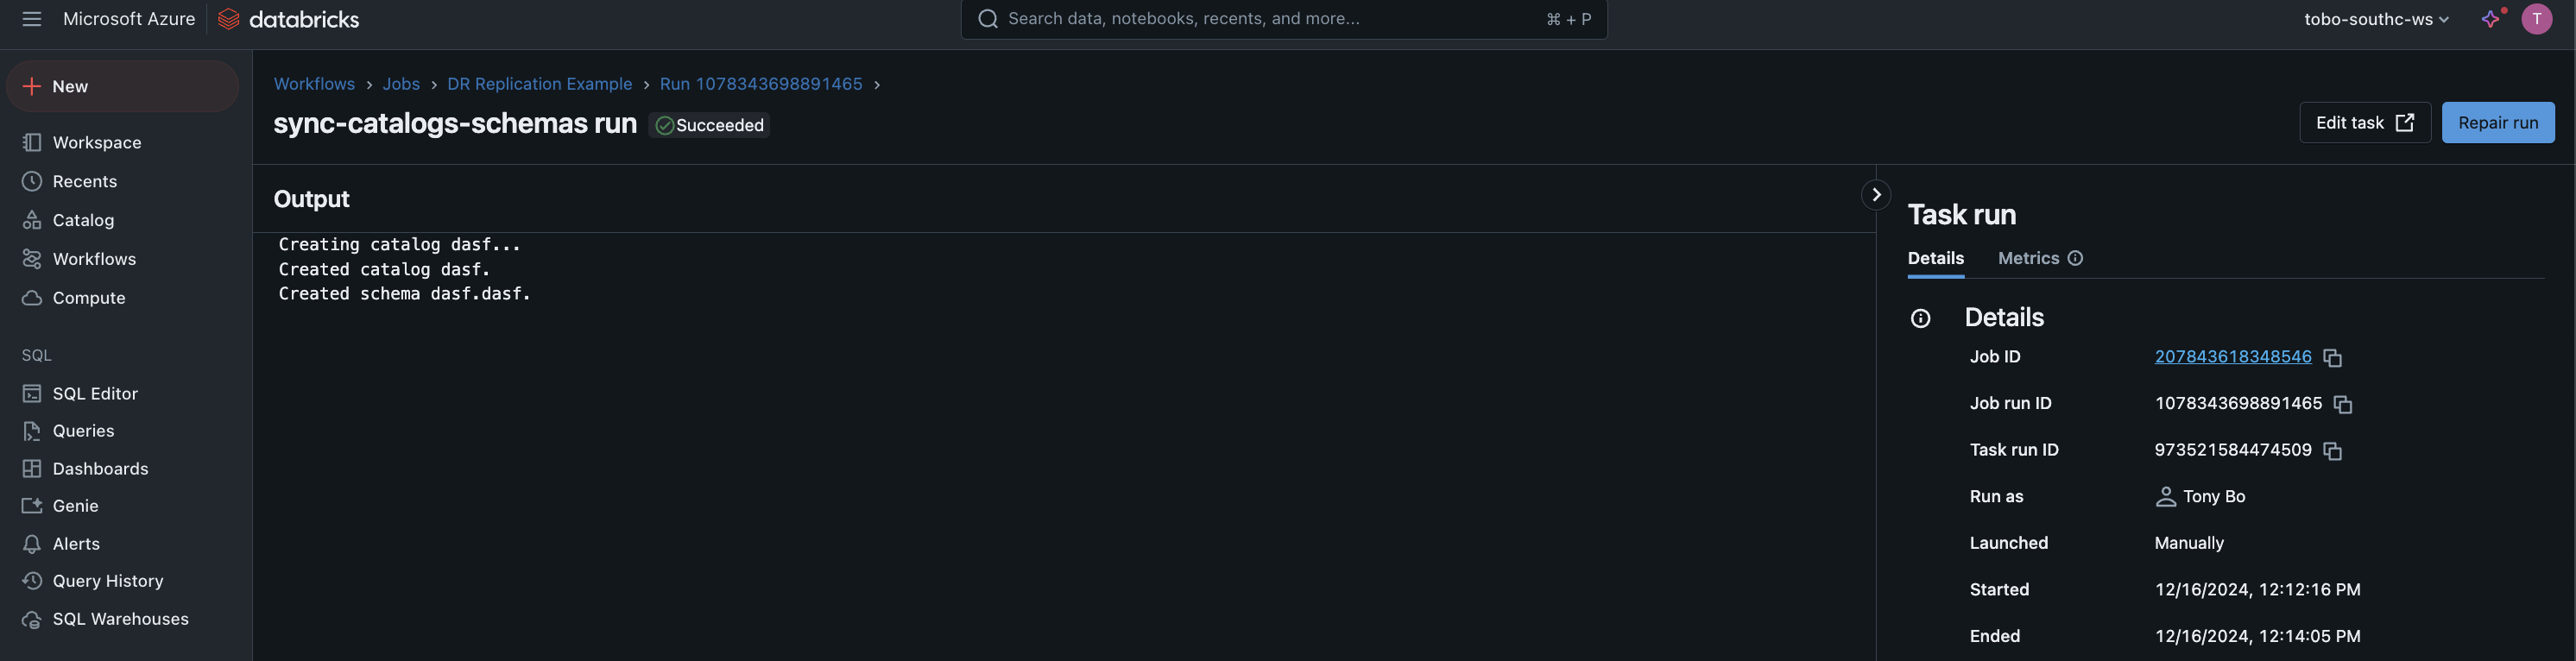 Microsoft Azure
databricks
Search data, notebooks, recents, and more...
⌘ + P
tobo-southc-ws
T
New
Workspace
Recents
Catalog
Workflows
Compute
SQL
SQL Editor
Queries
Dashboards
Genie
Alerts
Query History
SQL Warehouses
Workflows > Jobs > DR Replication Example > Run 1078343698891465 >
sync-catalogs-schemas run
Succeeded
Edit task
Repair run
Output
Creating catalog dasf...
Created catalog dasf.
Created schema dasf.dasf.
Task run
Details
Metrics
Details
Job ID 207843618348546
Job run ID 1078343698891465
Task run ID 973521584474509
Run as Tony Bo
Launched Manually
Started 12/16/2024, 12:12:16 PM
Ended 12/16/2024, 12:14:05 PM